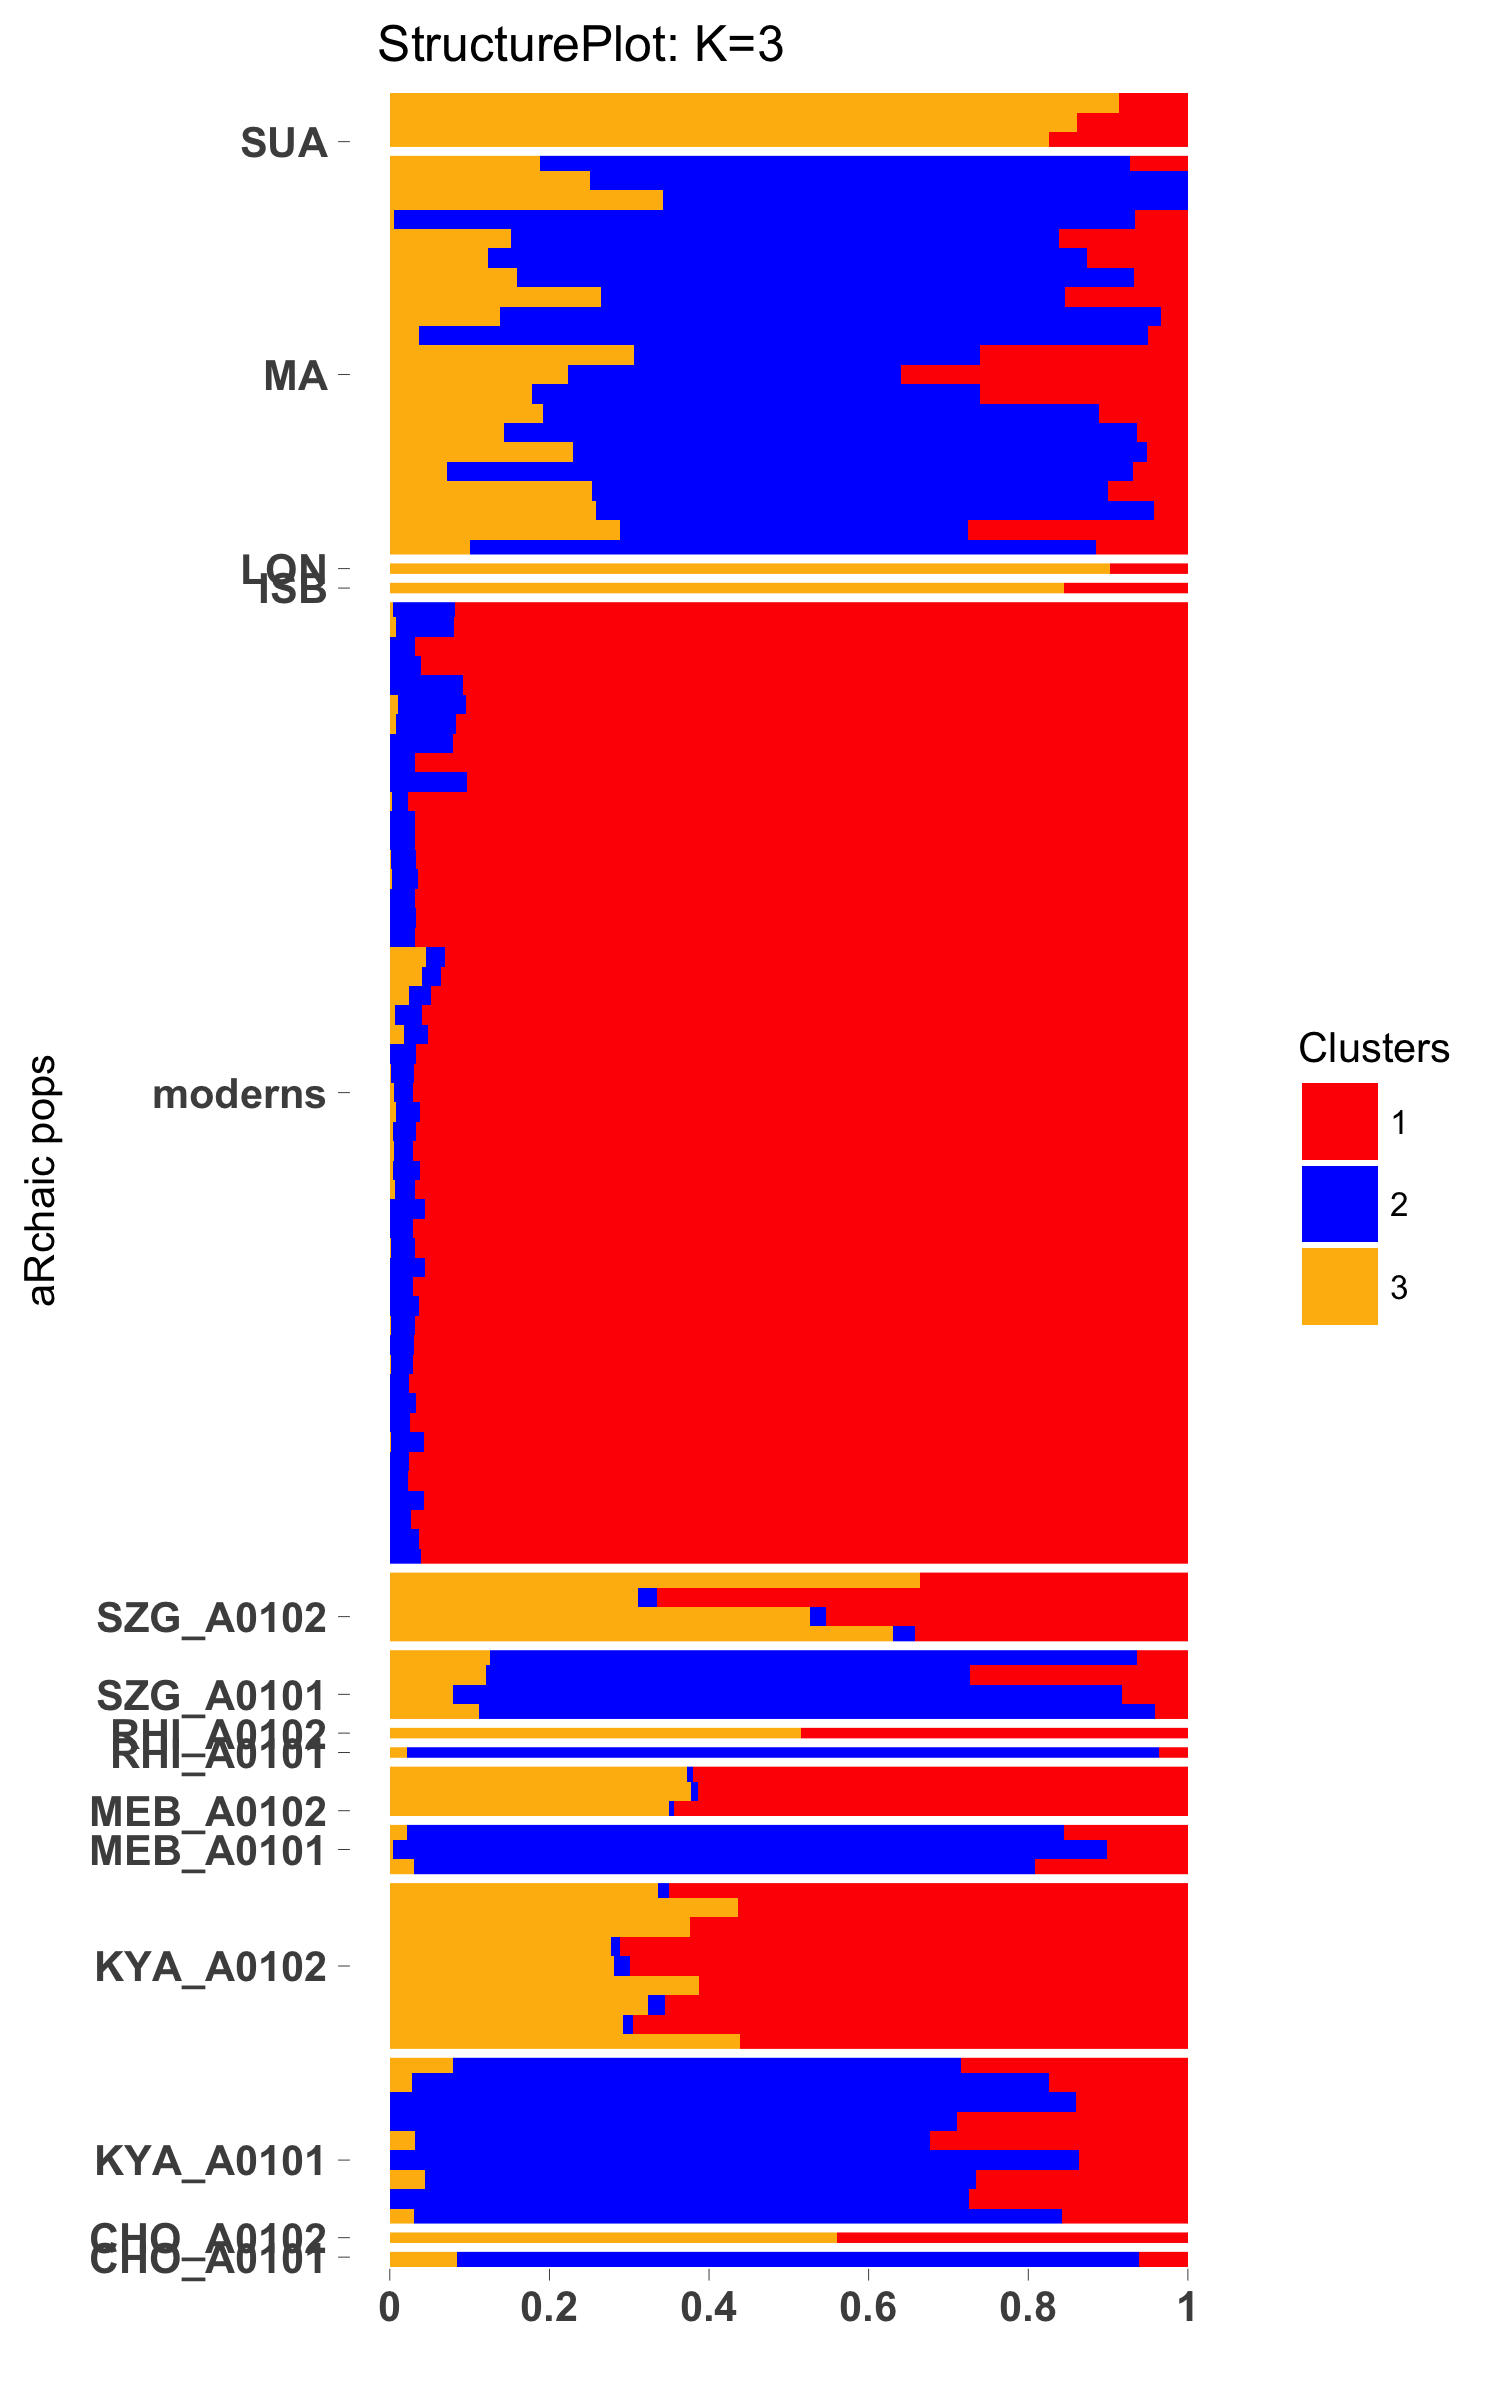 StructurePlot: K=3
SUA
MA
LON
ISB
moderns
SZG_A0102
SZG_A0101
RHI_A0102
RHI_A0101
MEB_A0102
MEB_A0101
KYA_A0102
KYA_A0101
CHO_A0102
CHO_A0101
aRchaic pops
0 0.2 0.4 0.6 0.8 1
Clusters
1
2
3